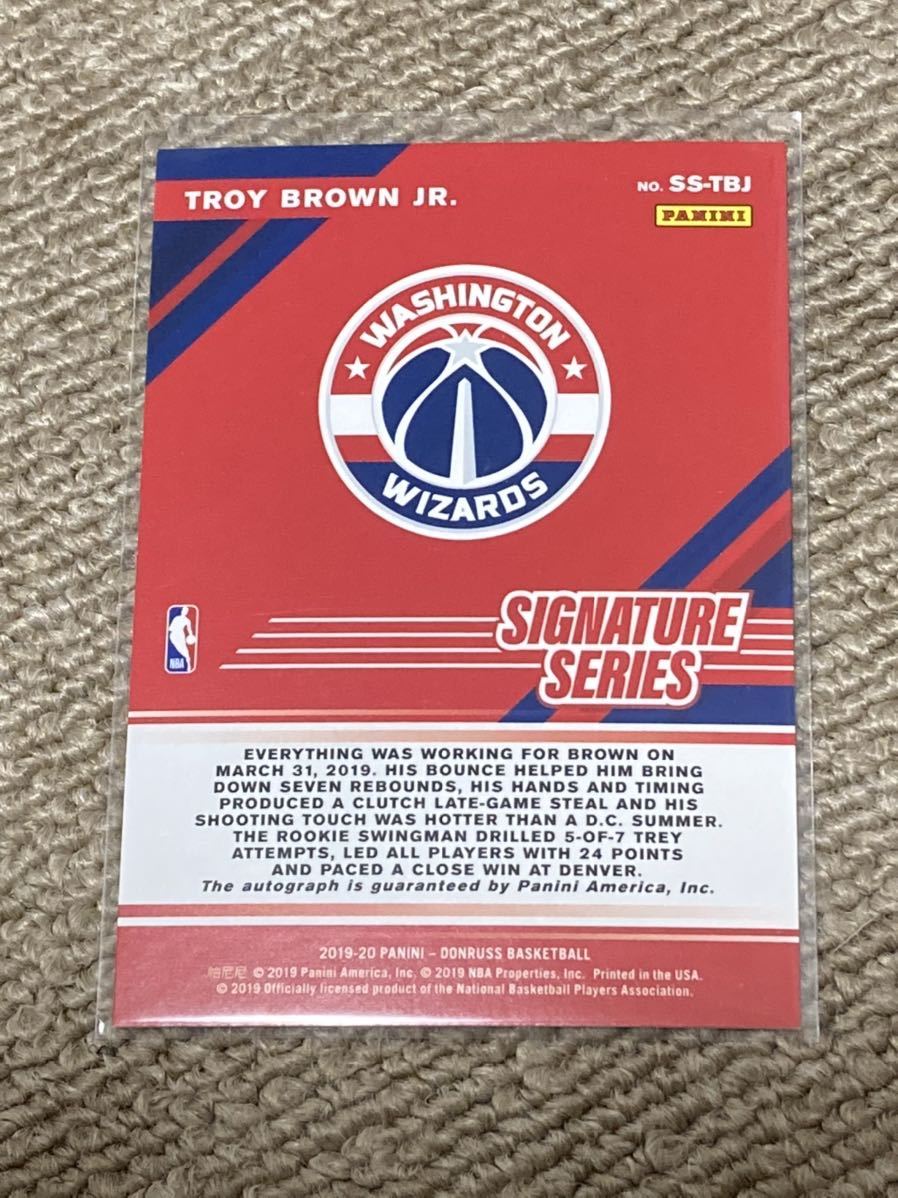 TROY BROWN JR.
NO. SS-TBJ
PANINI
WASHINGTON
WIZARDS
NBA
SIGNATURE
SERIES
EVERYTHING WAS WORKING FOR BROWN ON
MARCH 31, 2019. HIS BOUNCE HELPED HIM BRING
DOWN SEVEN REBOUNDS, HIS HANDS AND TIMING
PRODUCED A CLUTCH LATE-GAME STEAL AND HIS
SHOOTING TOUCH WAS HOTTER THAN A D.C. SUMMER.
THE ROOKIE SWINGMAN DRILLED 5-OF-7 TREY
ATTEMPTS, LED ALL PLAYERS WITH 24 POINTS
AND PACED A CLOSE WIN AT DENVER.
The autograph is guaranteed by Panini America, Inc.
2019-20 PANINI – DONRUSS BASKETBALL
帕尼尼 © 2019 Panini America, Inc. © 2019 NBA Properties, Inc. Printed in the USA.
© 2019 Officially licensed product of the National Basketball Players Association.